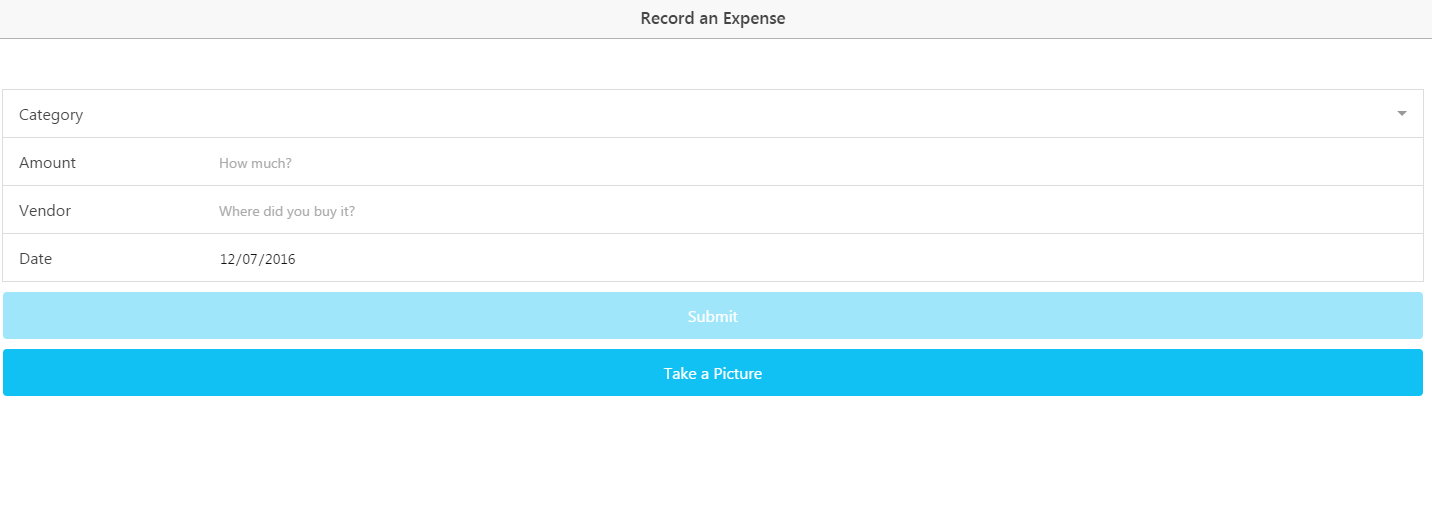 Record an Expense
Category
Amount How much?
Vendor Where did you buy it?
Date 12/07/2016
Submit
Take a Picture